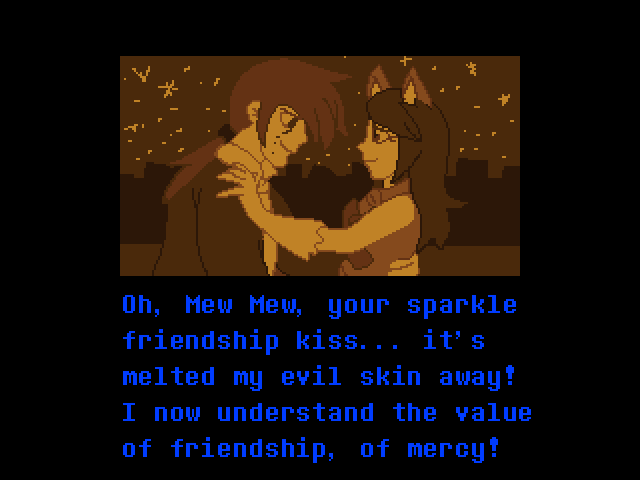 Oh, Mew Mew, your sparkle
friendship kiss... it's
melted my evil skin away!
I now understand the value
of friendship, of mercy!